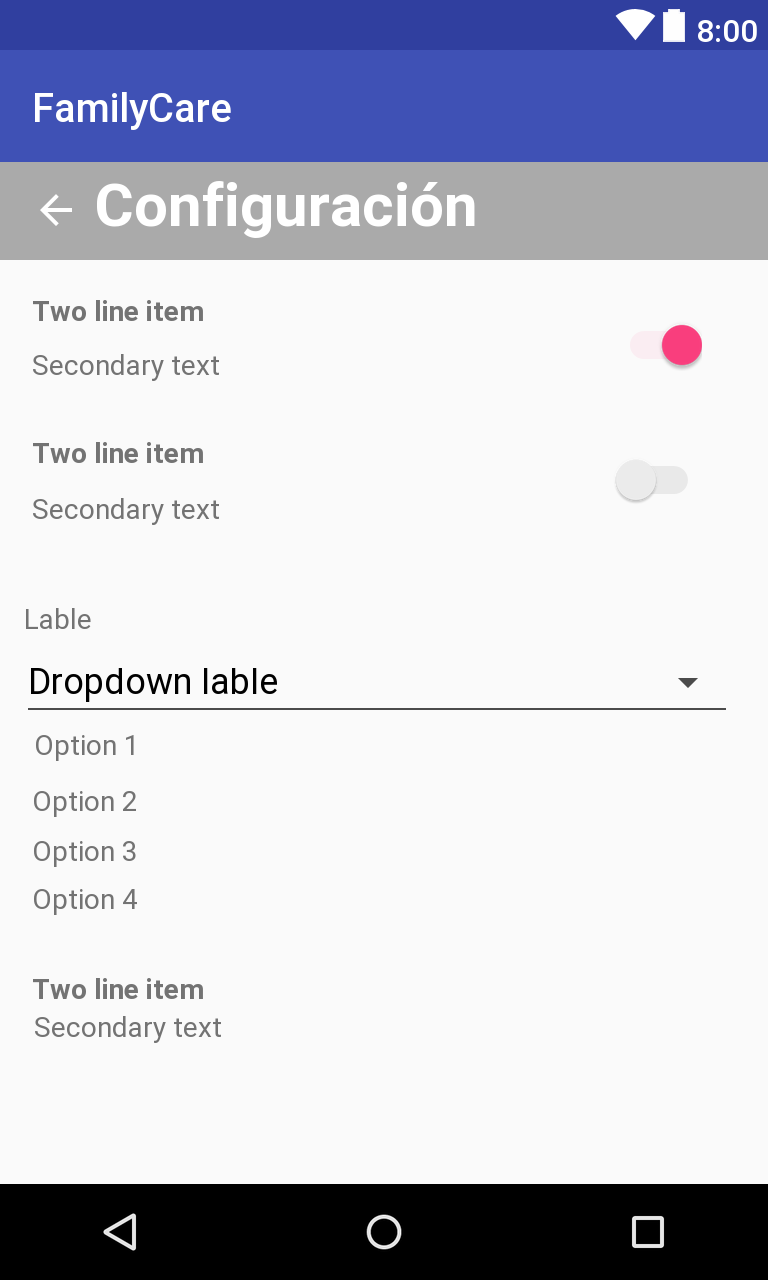 8:00
FamilyCare
Configuración
Two line item
Secondary text
Two line item
Secondary text
Lable
Dropdown lable
Option 1
Option 2
Option 3
Option 4
Two line item
Secondary text